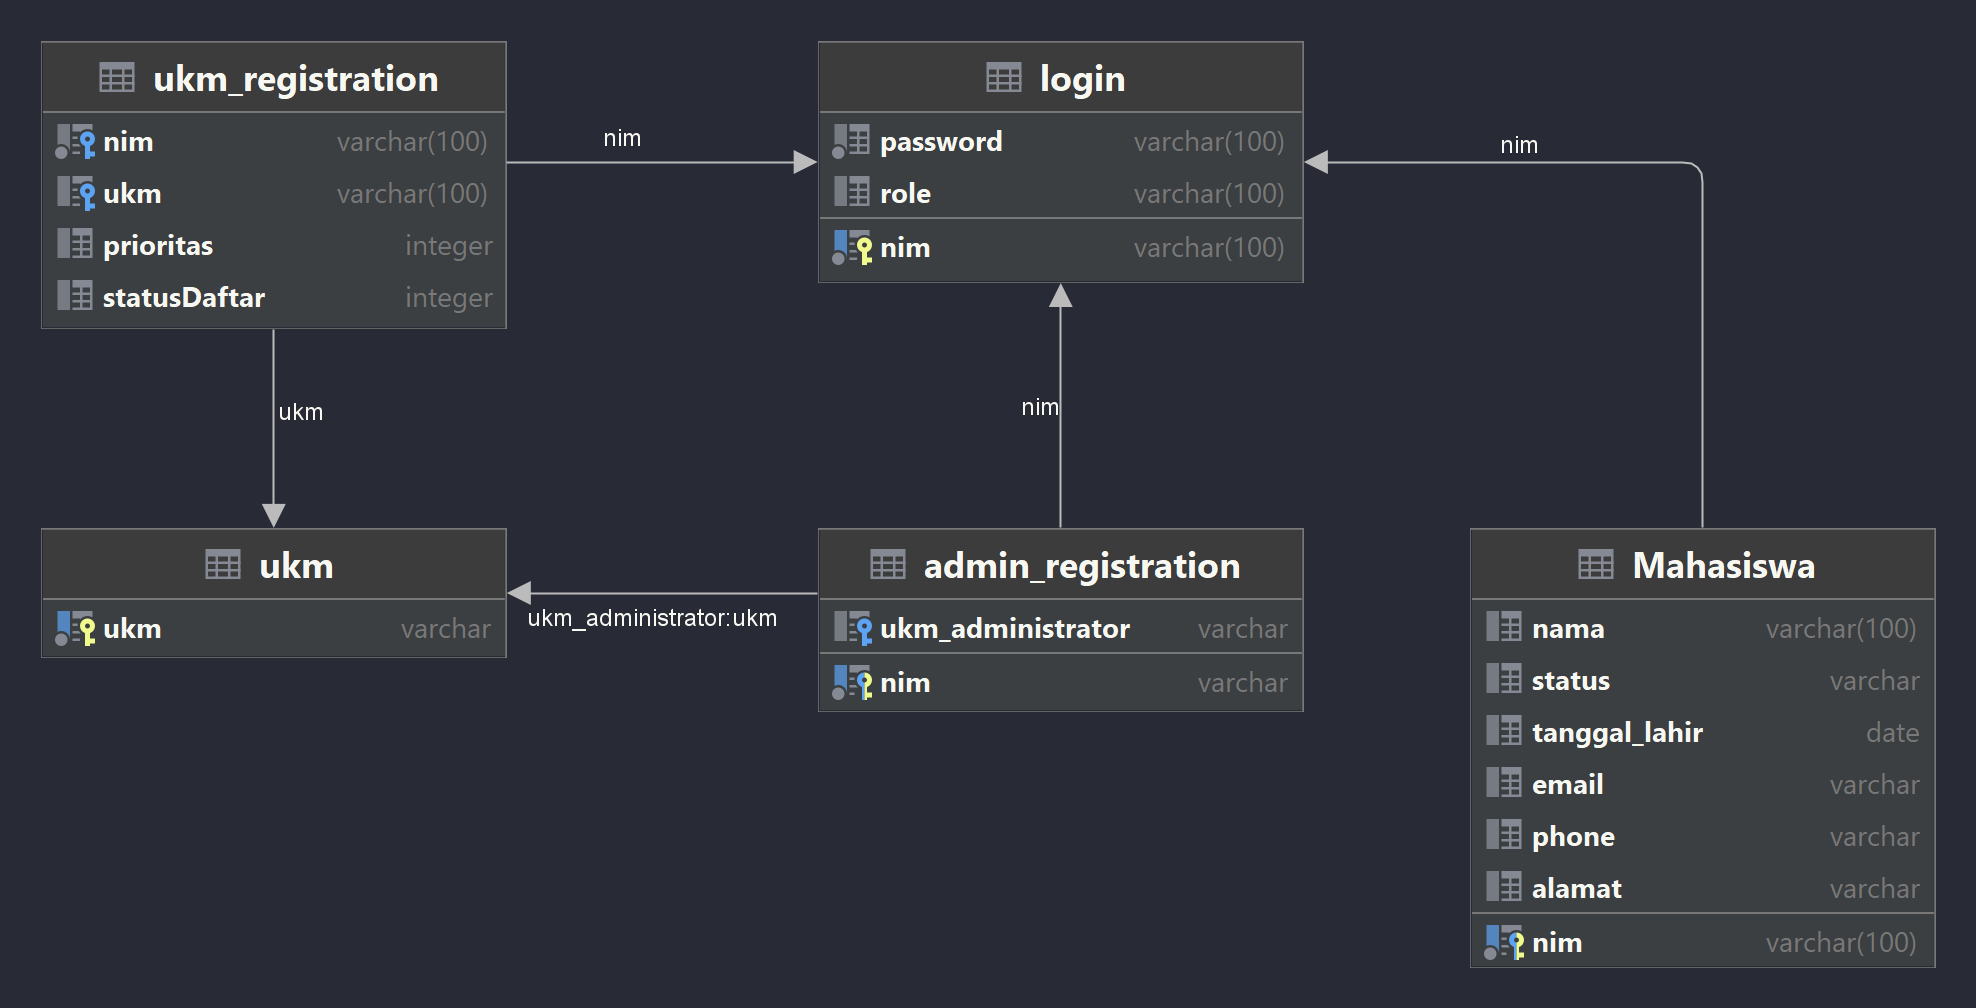 ukm_registration
nim varchar(100)
ukm varchar(100)
prioritas integer
statusDaftar integer
nim
login
password varchar(100)
role varchar(100)
nim varchar(100)
nim
ukm
nim
ukm
ukm varchar
ukm_administrator:ukm
admin_registration
ukm_administrator varchar
nim varchar
Mahasiswa
nama varchar(100)
status varchar
tanggal_lahir date
email varchar
phone varchar
alamat varchar
nim varchar(100)